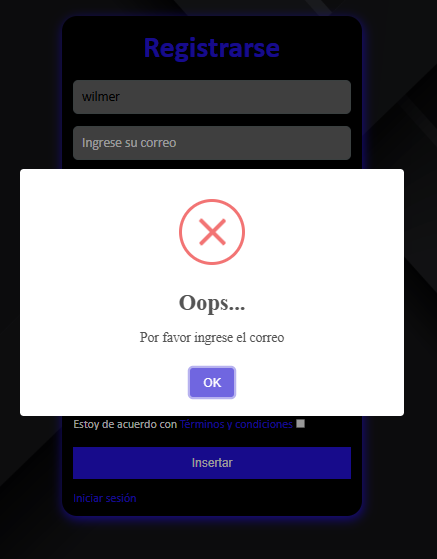 Registrarse
wilmer
Ingrese su correo
Oops...
Por favor ingrese el correo
OK
Estoy de acuerdo con Términos y condiciones
Insertar
Iniciar sesión